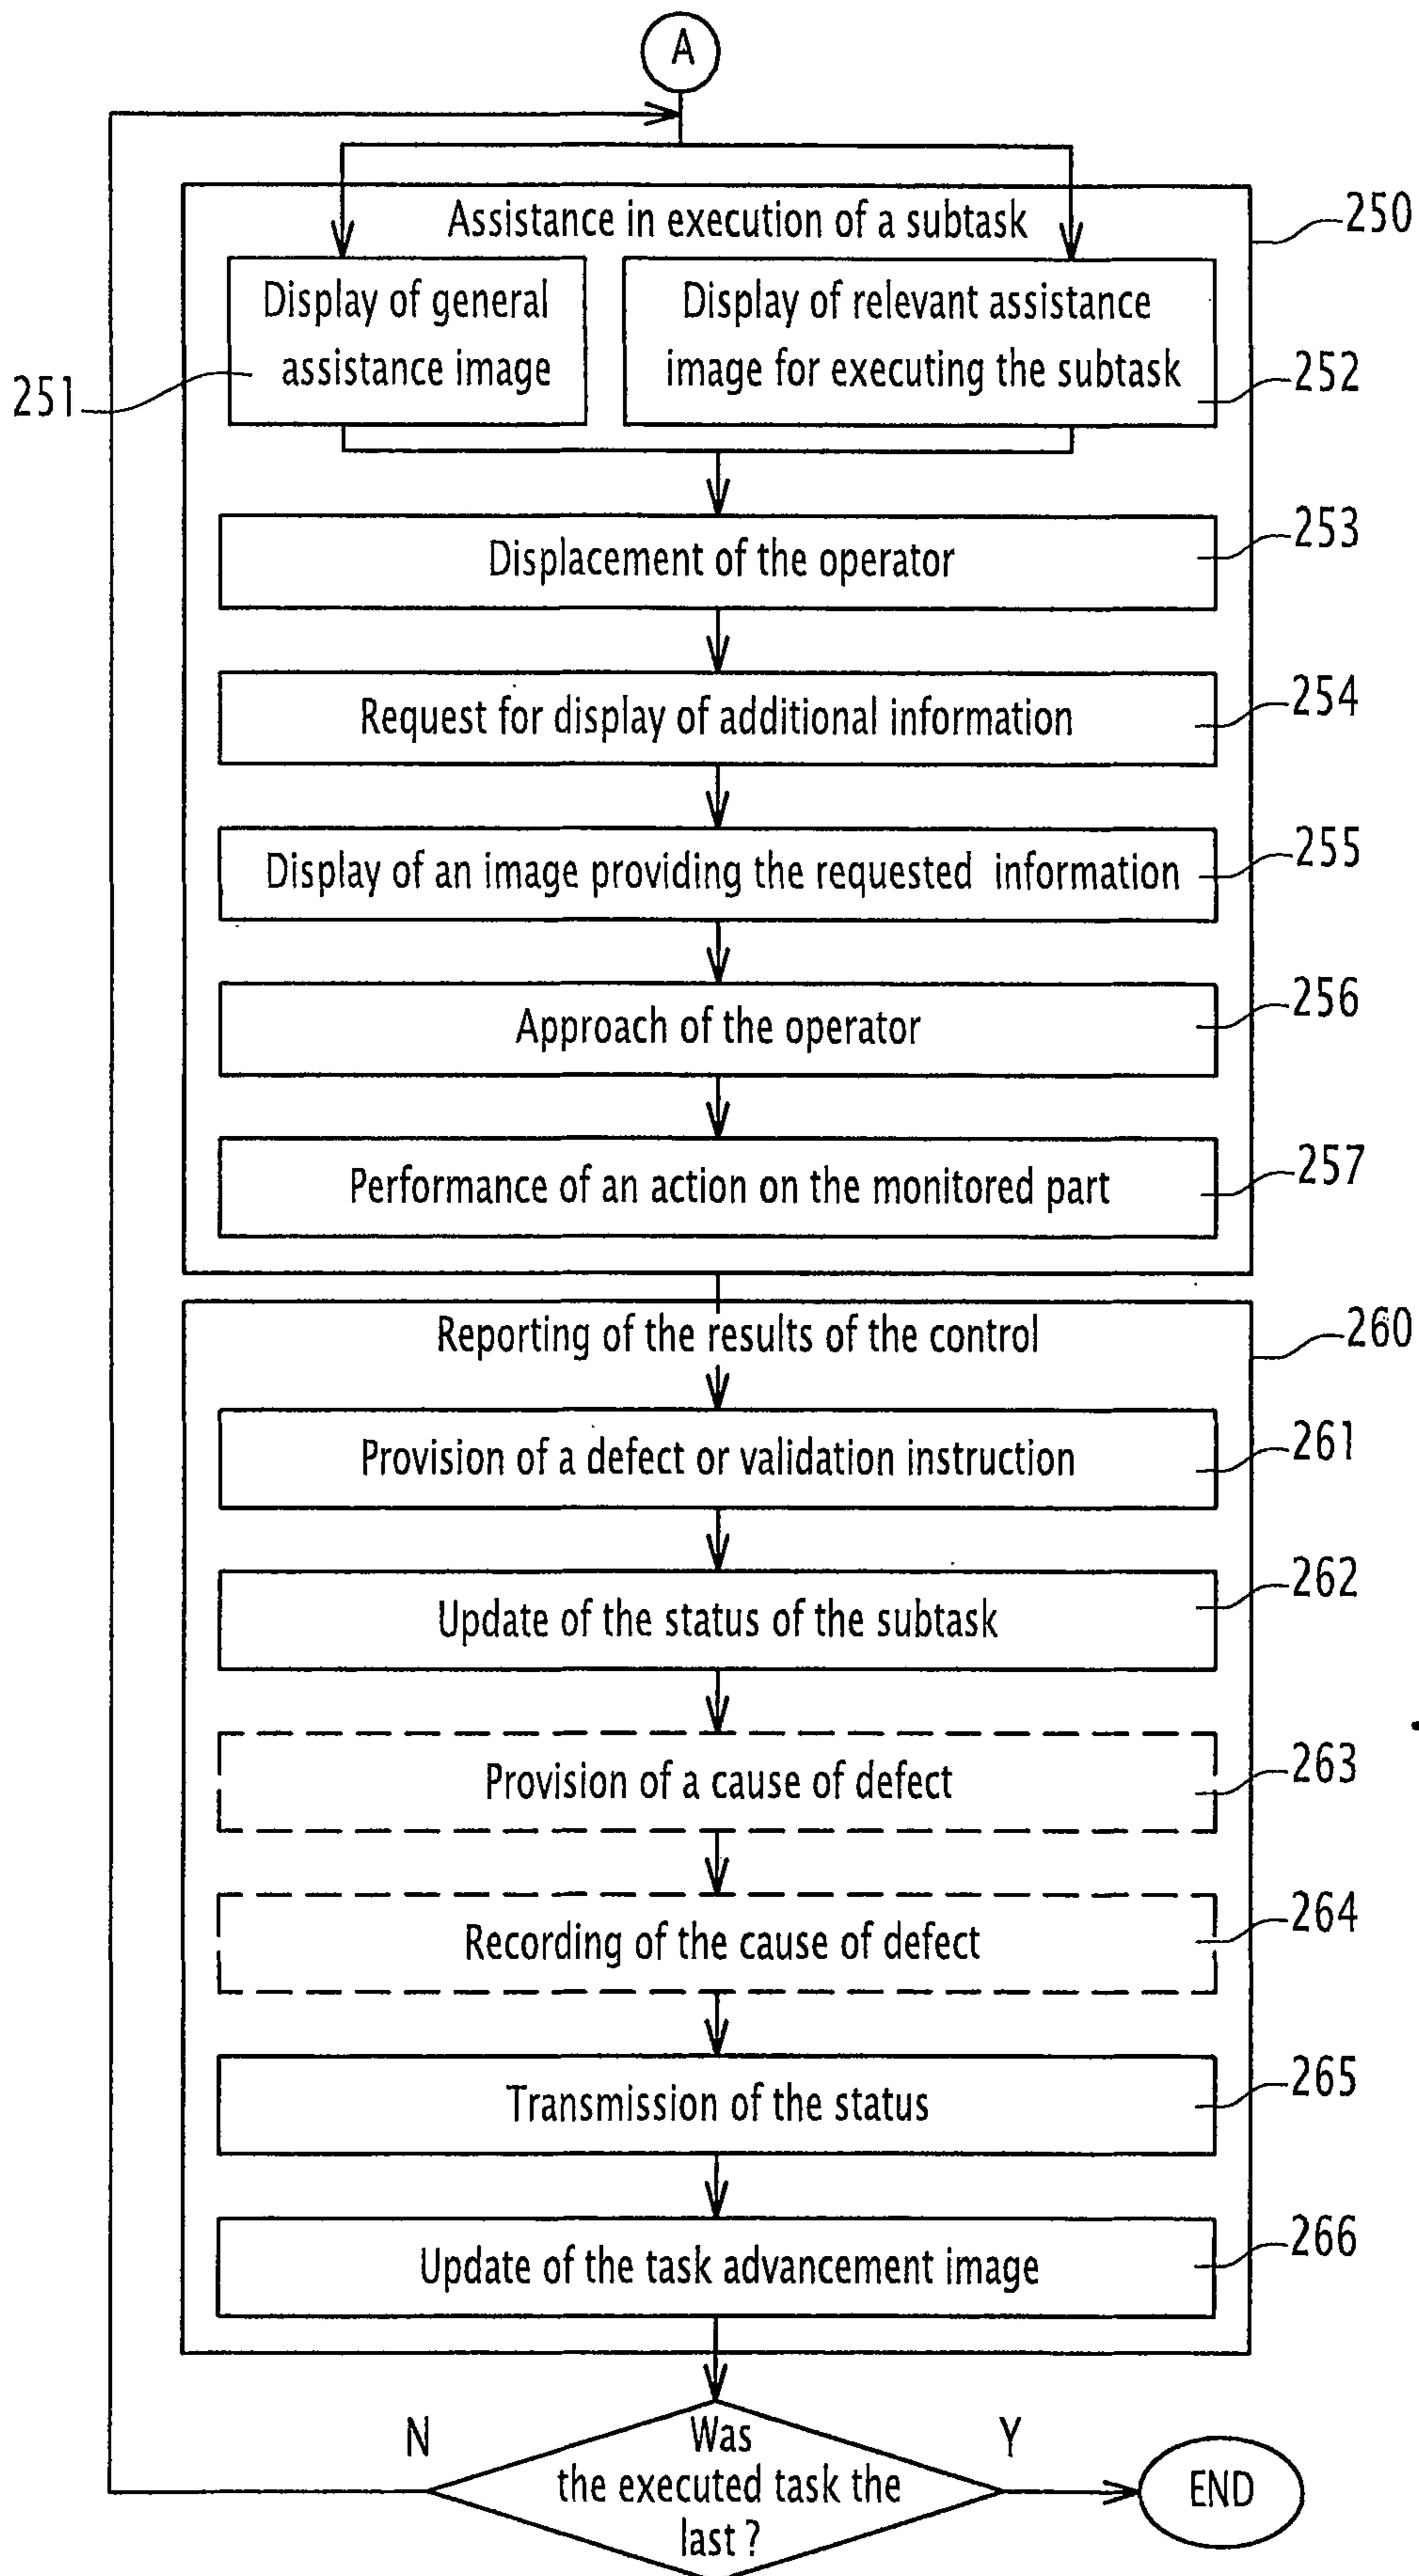 A
Assistance in execution of a subtask
250
Display of general
assistance image
251
Display of relevant assistance
image for executing the subtask
252
Displacement of the operator
253
Request for display of additional information
254
Display of an image providing the requested information
255
Approach of the operator
256
Performance of an action on the monitored part
257
Reporting of the results of the control
260
Provision of a defect or validation instruction
261
Update of the status of the subtask
262
Provision of a cause of defect
263
Recording of the cause of defect
264
Transmission of the status
265
Update of the task advancement image
266
N
Was
the executed task the
last ?
Y
END